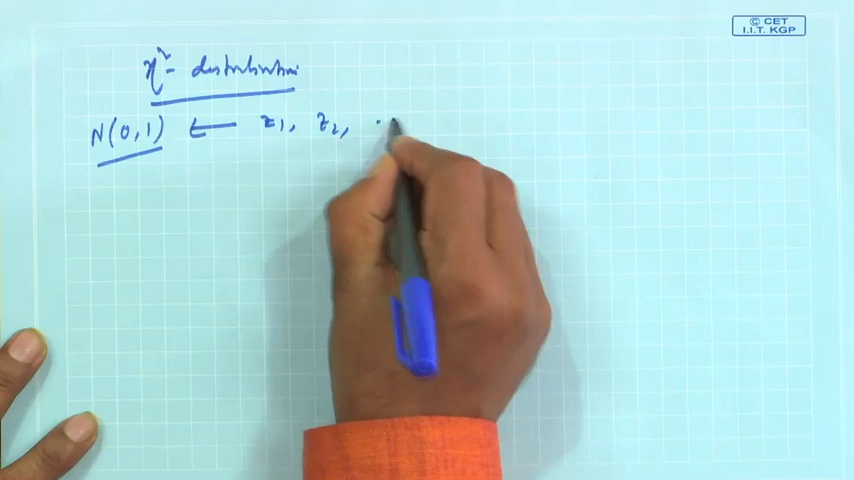 © CET
I.I.T. KGP
χ²- distribution
N(0,1) ← z₁, z₂, ..